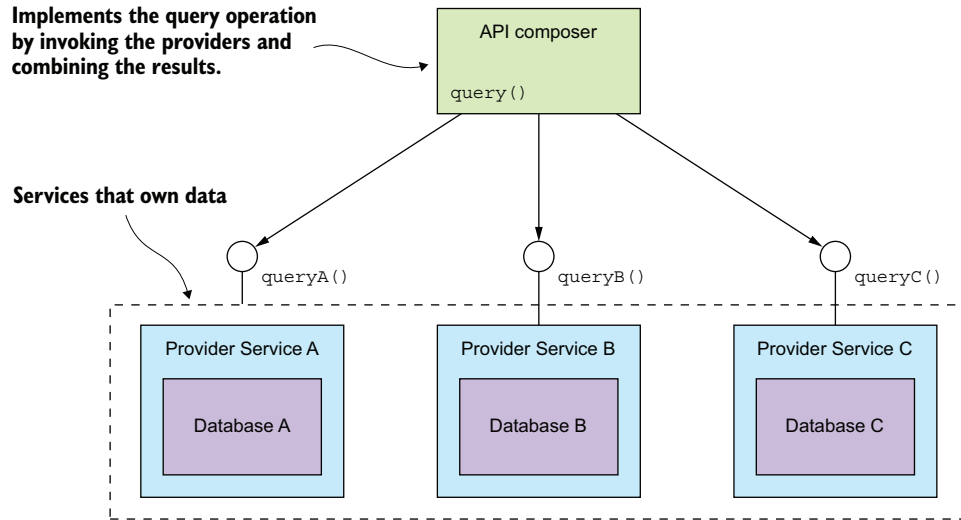 Implements the query operation
by invoking the providers and
combining the results.
API composer
query()
Services that own data
queryA()
queryB()
queryC()
Provider Service A
Provider Service B
Provider Service C
Database A
Database B
Database C